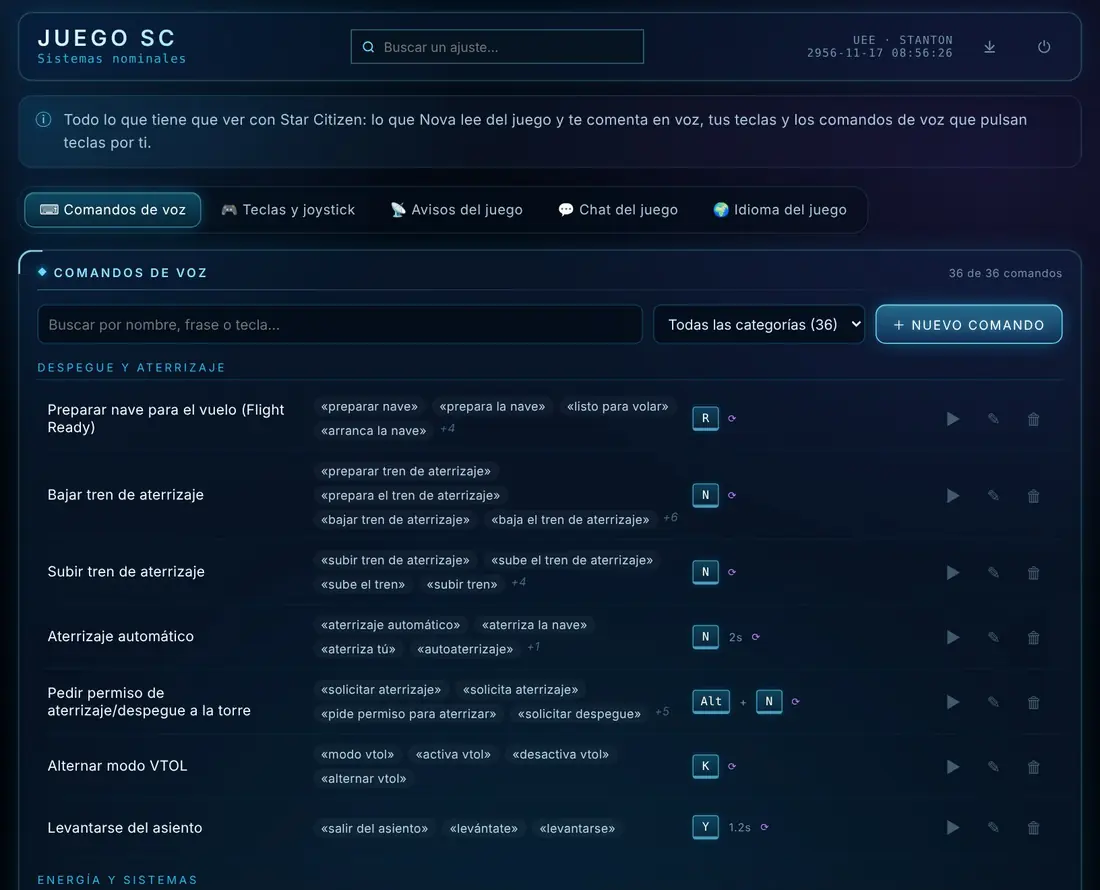 JUEGO SC
Sistemas nominales
Buscar un ajuste...
UEE · STANTON
2956-11-17 08:56:26
Todo lo que tiene que ver con Star Citizen: lo que Nova lee del juego y te comenta en voz, tus teclas y los comandos de voz que pulsan
teclas por ti.
Comandos de voz
Teclas y joystick
Avisos del juego
Chat del juego
Idioma del juego
COMANDOS DE VOZ
36 de 36 comandos
Buscar por nombre, frase o tecla...
Todas las categorías (36)
+ NUEVO COMANDO
DESPEGUE Y ATERRIZAJE
Preparar nave para el vuelo (Flight
Ready)
«preparar nave» «prepara la nave» «listo para volar»
«arranca la nave» +4
R
Bajar tren de aterrizaje
«preparar tren de aterrizaje»
«prepara el tren de aterrizaje»
«bajar tren de aterrizaje» «baja el tren de aterrizaje» +6
N
Subir tren de aterrizaje
«subir tren de aterrizaje» «sube el tren de aterrizaje»
«sube el tren» «subir tren» +4
N
Aterrizaje automático
«aterrizaje automático» «aterriza la nave»
«aterriza tú» «autoaterrizaje» +1
N 2s
Pedir permiso de
aterrizaje/despegue a la torre
«solicitar aterrizaje» «solicita aterrizaje»
«pide permiso para aterrizar» «solicitar despegue» +5
Alt + N
Alternar modo VTOL
«modo vtol» «activa vtol» «desactiva vtol»
«alternar vtol»
K
Levantarse del asiento
«salir del asiento» «levántate» «levantarse»
Y 1.2s
ENERGÍA Y SISTEMAS